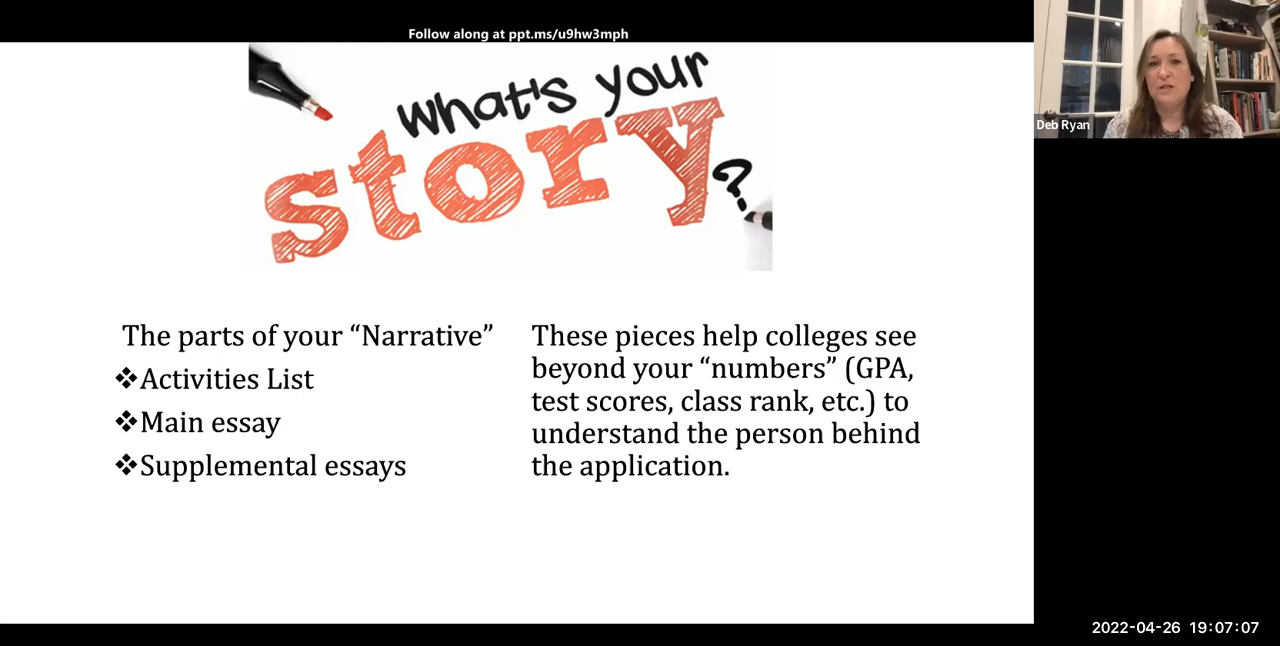 Follow along at ppt.ms/u9hw3mph
what's your
story?
Deb Ryan
The parts of your “Narrative”
❖Activities List
❖Main essay
❖Supplemental essays
These pieces help colleges see
beyond your “numbers” (GPA,
test scores, class rank, etc.) to
understand the person behind
the application.
2022-04-26 19:07:07